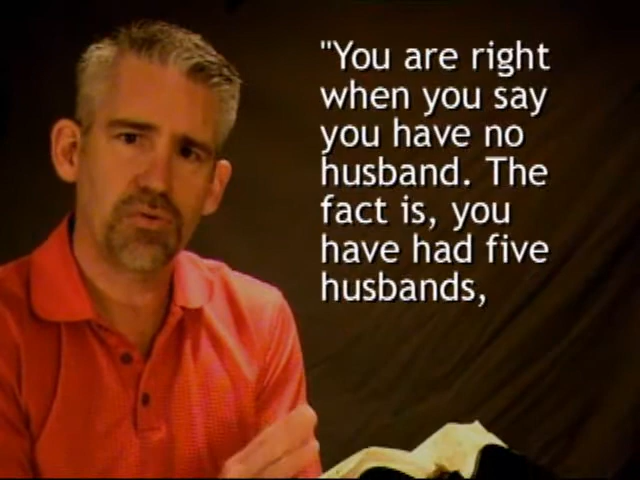 "You are right
when you say
you have no
husband. The
fact is, you
have had five
husbands,